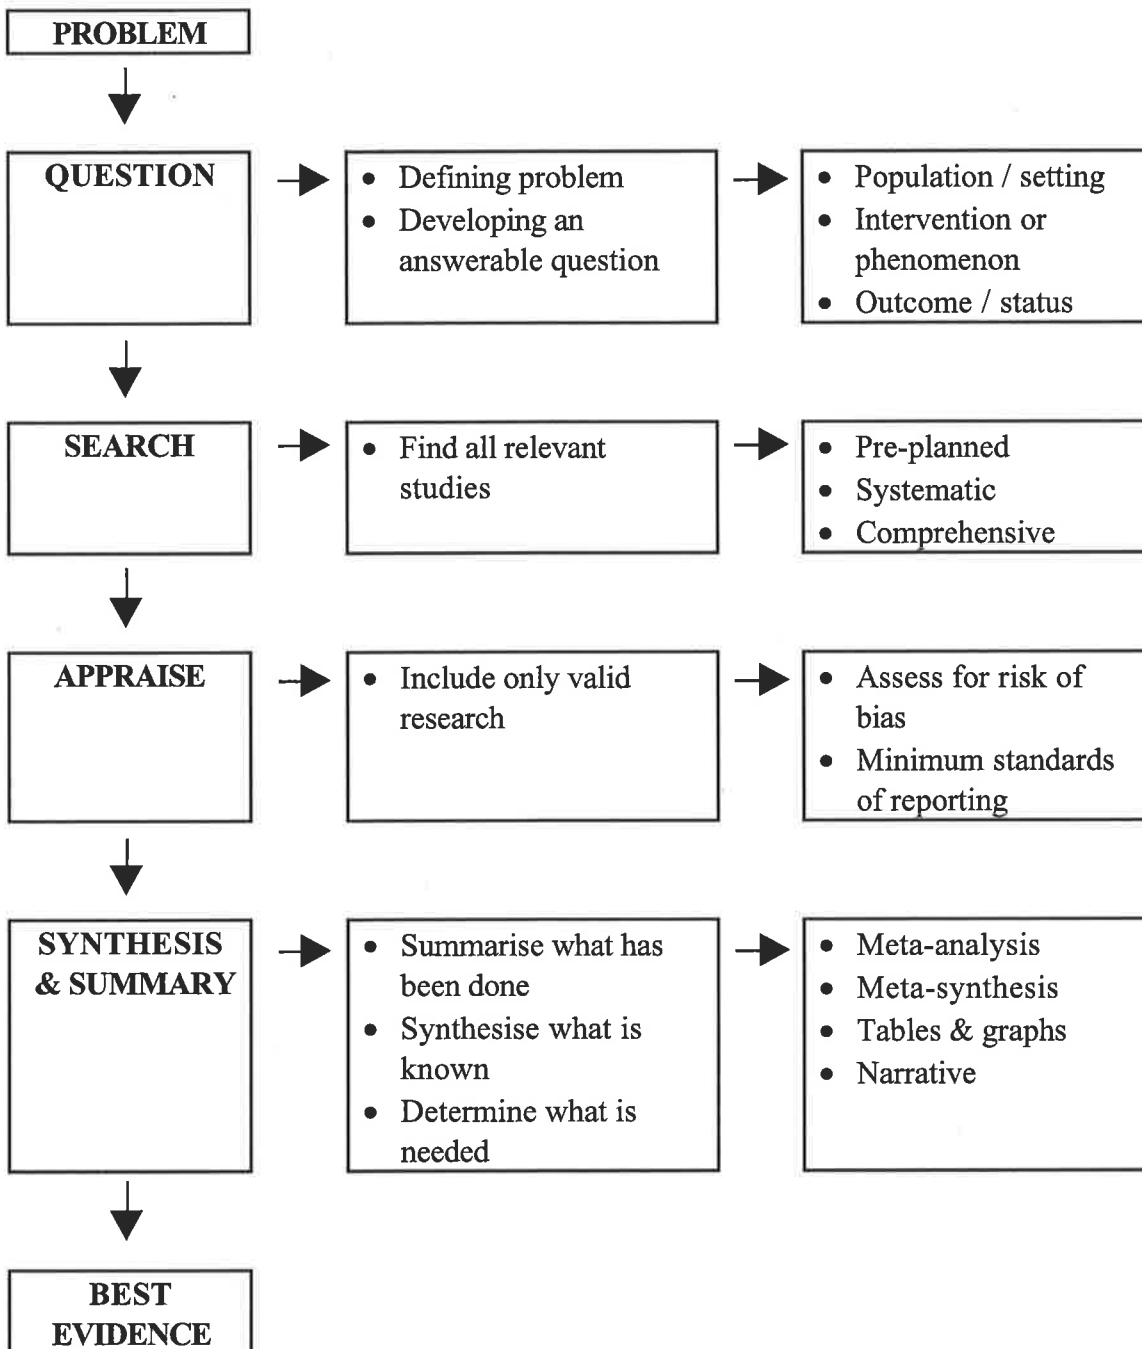 PROBLEM
QUESTION
• Defining problem
• Developing an
answerable question
• Population / setting
• Intervention or
phenomenon
• Outcome / status
SEARCH
• Find all relevant
studies
• Pre-planned
• Systematic
• Comprehensive
APPRAISE
• Include only valid
research
• Assess for risk of
bias
• Minimum standards
of reporting
SYNTHESIS
& SUMMARY
• Summarise what has
been done
• Synthesise what is
known
• Determine what is
needed
• Meta-analysis
• Meta-synthesis
• Tables & graphs
• Narrative
BEST
EVIDENCE